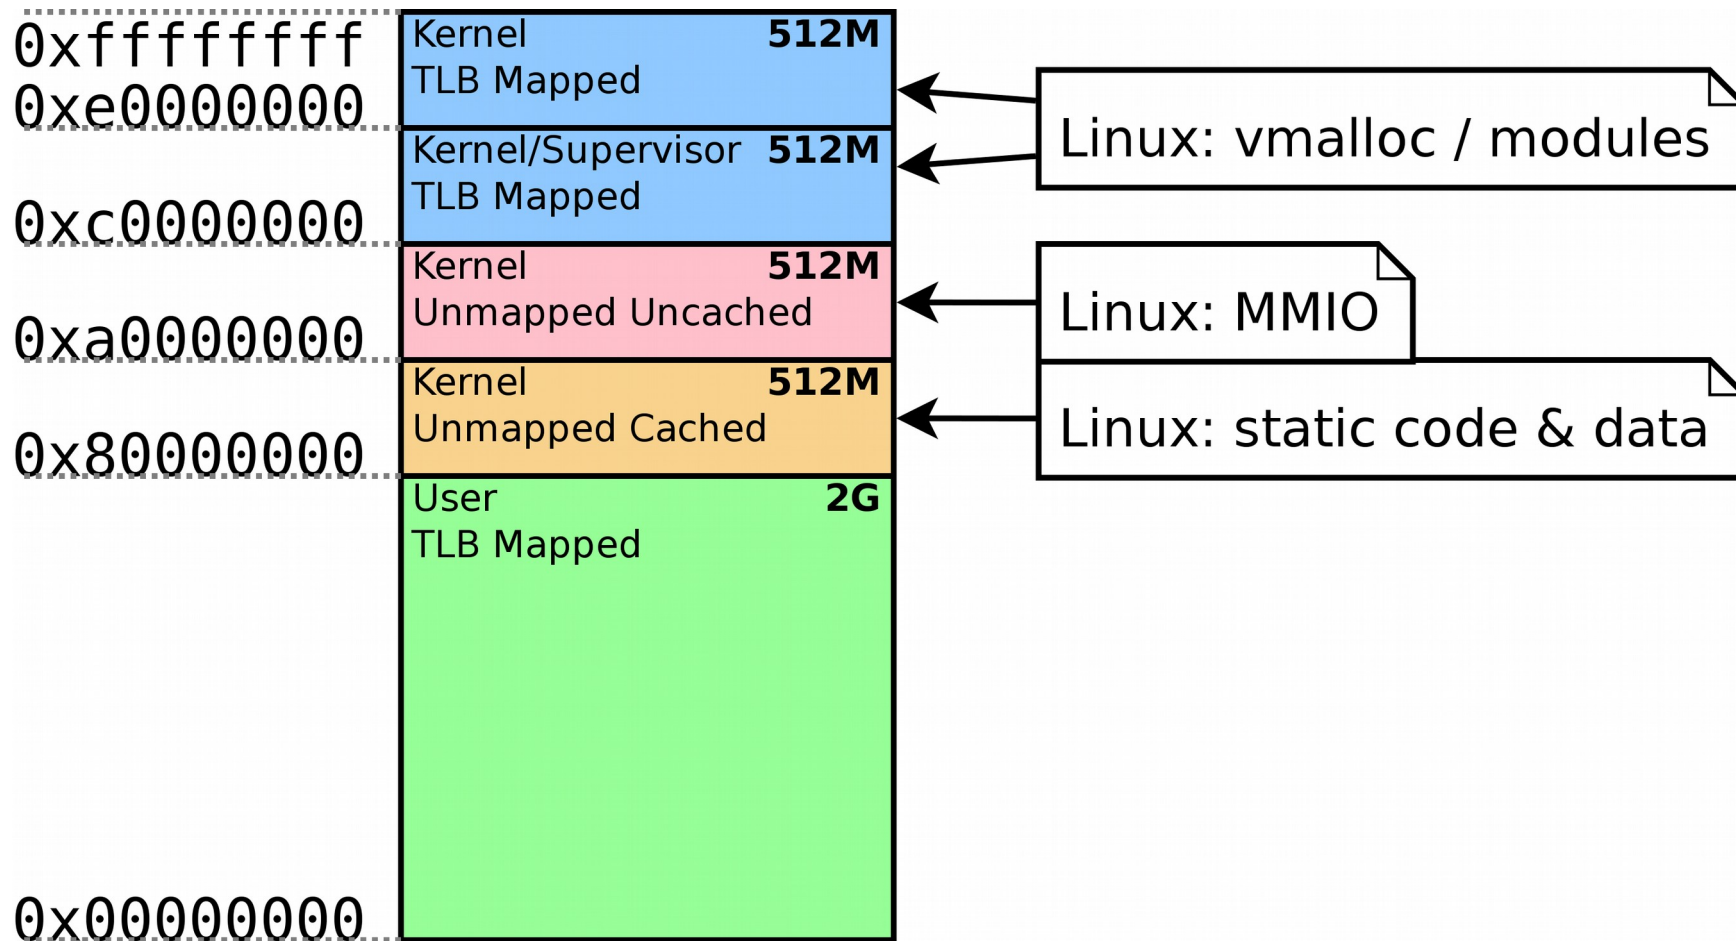 0xffffffff
0xe0000000
0xc0000000
0xa0000000
0x80000000
0x00000000
Kernel 512M
TLB Mapped
Kernel/Supervisor 512M
TLB Mapped
Kernel 512M
Unmapped Uncached
Kernel 512M
Unmapped Cached
User 2G
TLB Mapped
Linux: vmalloc / modules
Linux: MMIO
Linux: static code & data